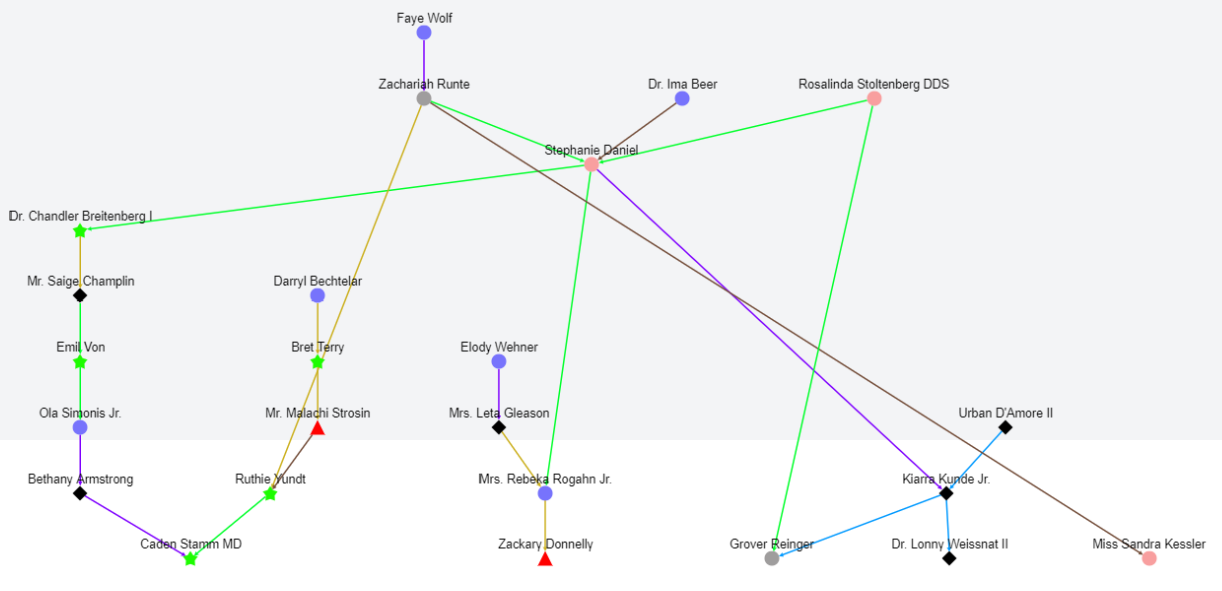 Faye Wolf
Zachariah Runte
Dr. Ima Beer
Rosalinda Stoltenberg DDS
Stephanie Daniel
Dr. Chandler Breitenberg I
Mr. Saige Champlin
Darryl Bechtelar
Emil Von
Bret Terry
Elody Wehner
Ola Simonis Jr.
Mr. Malachi Strosin
Mrs. Leta Gleason
Urban D'Amore II
Bethany Armstrong
Ruthie Yundt
Mrs. Rebeka Rogahn Jr.
Kiarra Kunde Jr.
Caden Stamm MD
Zackary Donnelly
Grover Reinger
Dr. Lonny Weissnat II
Miss Sandra Kessler